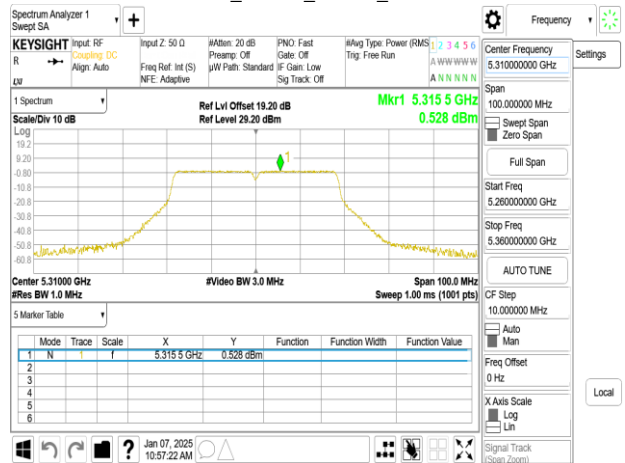 Spectrum Analyzer 1
Swept SA
+
Frequency
KEYSIGHT
R
LXI
Input: RF
Coupling: DC
Align: Auto
Input Z: 50 Ω
Freq Ref: Int (S)
NFE: Adaptive
#Atten: 20 dB
Preamp: Off
µW Path: Standard
PNO: Fast
Gate: Off
IF Gain: Low
Sig Track: Off
#Avg Type: Power (RMS
Trig: Free Run
1 2 3 4 5 6
A W W W W W
A N N N N N
1 Spectrum
Scale/Div 10 dB
Ref Lvl Offset 19.20 dB
Ref Level 29.20 dBm
Mkr1 5.315 5 GHz
0.528 dBm
Log
19.2
9.20
-0.80
-10.8
-20.8
-30.8
-40.8
-50.8
-60.8
1
Center 5.31000 GHz
#Video BW 3.0 MHz
Span 100.0 MHz
#Res BW 1.0 MHz
Sweep 1.00 ms (1001 pts)
5 Marker Table
Mode Trace Scale X Y Function Function Width Function Value
1 N 1 f 5.315 5 GHz 0.528 dBm
2
3
4
5
6
Jan 07, 2025
10:57:22 AM
?
Center Frequency
5.310000000 GHz
Settings
Span
100.000000 MHz
Swept Span
Zero Span
Full Span
Start Freq
5.260000000 GHz
Stop Freq
5.360000000 GHz
AUTO TUNE
CF Step
10.000000 MHz
Auto
Man
Freq Offset
0 Hz
X Axis Scale
Log
Lin
Local
Signal Track
(Span Zoom)